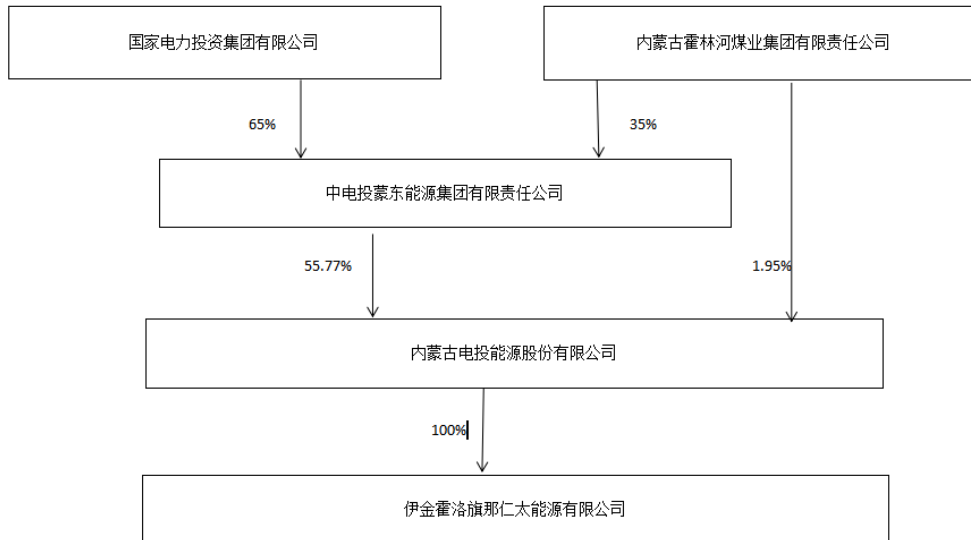 国家电力投资集团有限公司
内蒙古霍林河煤业集团有限责任公司
65%
35%
中电投蒙东能源集团有限责任公司
55.77%
1.95%
内蒙古电投能源股份有限公司
100%
伊金霍洛旗那仁太能源有限公司